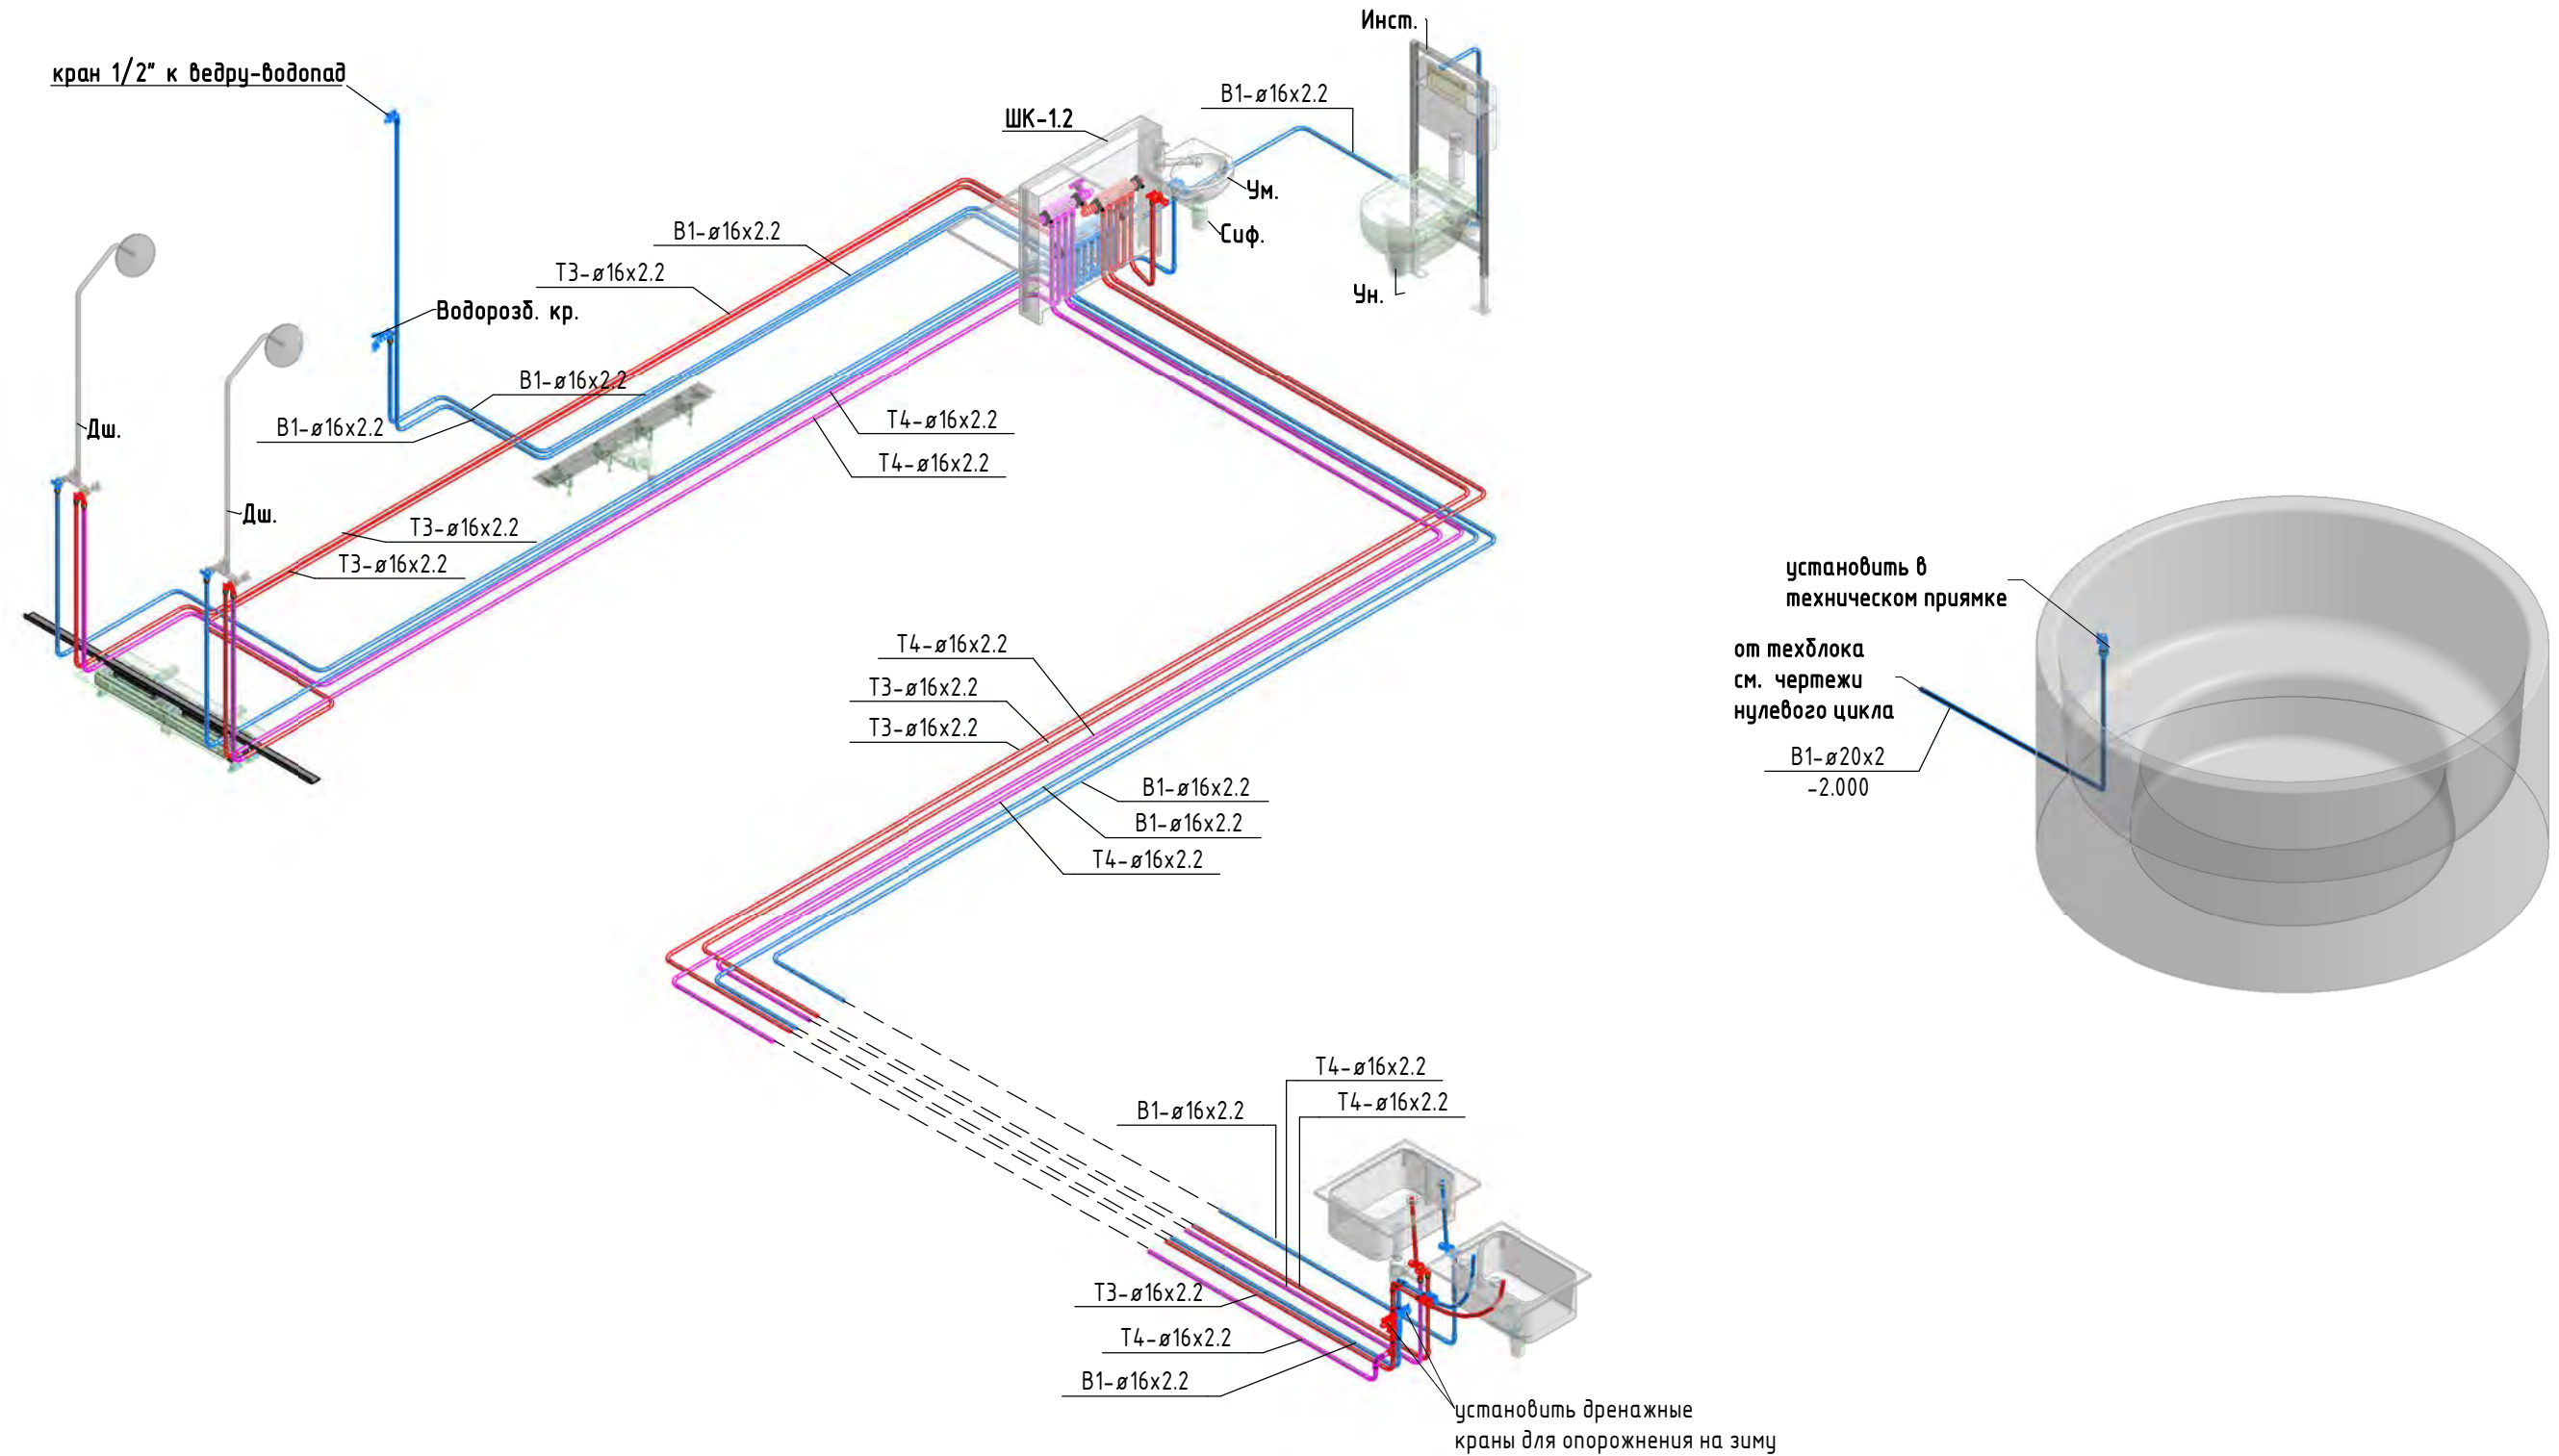 Инст.
кран 1/2" к ведру-водопад
В1-ø16x2.2
ШК-1.2
Ум.
Сиф.
В1-ø16x2.2
Т3-ø16x2.2
Ун.
Водорозб. кр.
В1-ø16x2.2
В1-ø16x2.2
Дш.
Т4-ø16x2.2
Т4-ø16x2.2
Дш.
Т3-ø16x2.2
Т3-ø16x2.2
установить в
техническом приямке
от техблока
см. чертежи
нулевого цикла
В1-ø20x2
-2.000
Т4-ø16x2.2
Т3-ø16x2.2
Т3-ø16x2.2
В1-ø16x2.2
В1-ø16x2.2
Т4-ø16x2.2
Т4-ø16x2.2
Т4-ø16x2.2
В1-ø16x2.2
Т3-ø16x2.2
Т4-ø16x2.2
В1-ø16x2.2
установить дренажные
краны для опорожнения на зиму